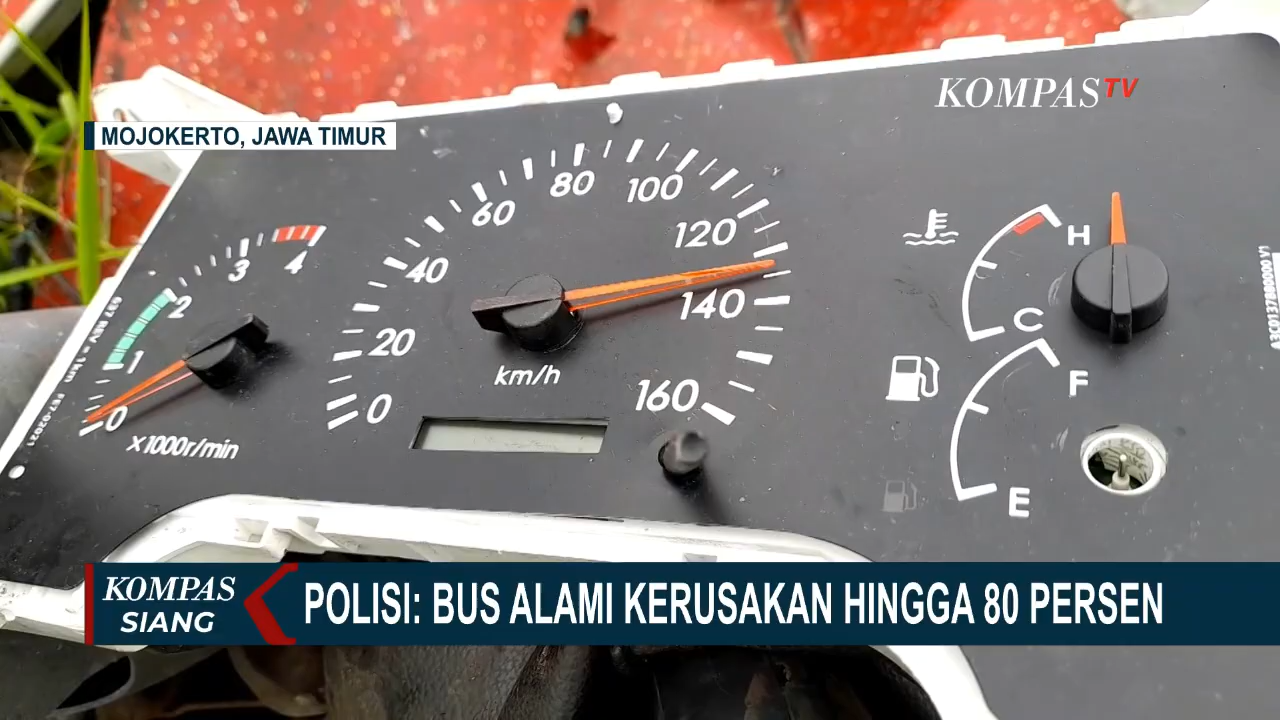 KOMPASTV
MOJOKERTO, JAWA TIMUR
0
1
2
3
4
x1000r/min
0
20
40
60
80
100
120
140
160
km/h
H
C
F
E
KOMPAS
SIANG
POLISI: BUS ALAMI KERUSAKAN HINGGA 80 PERSEN